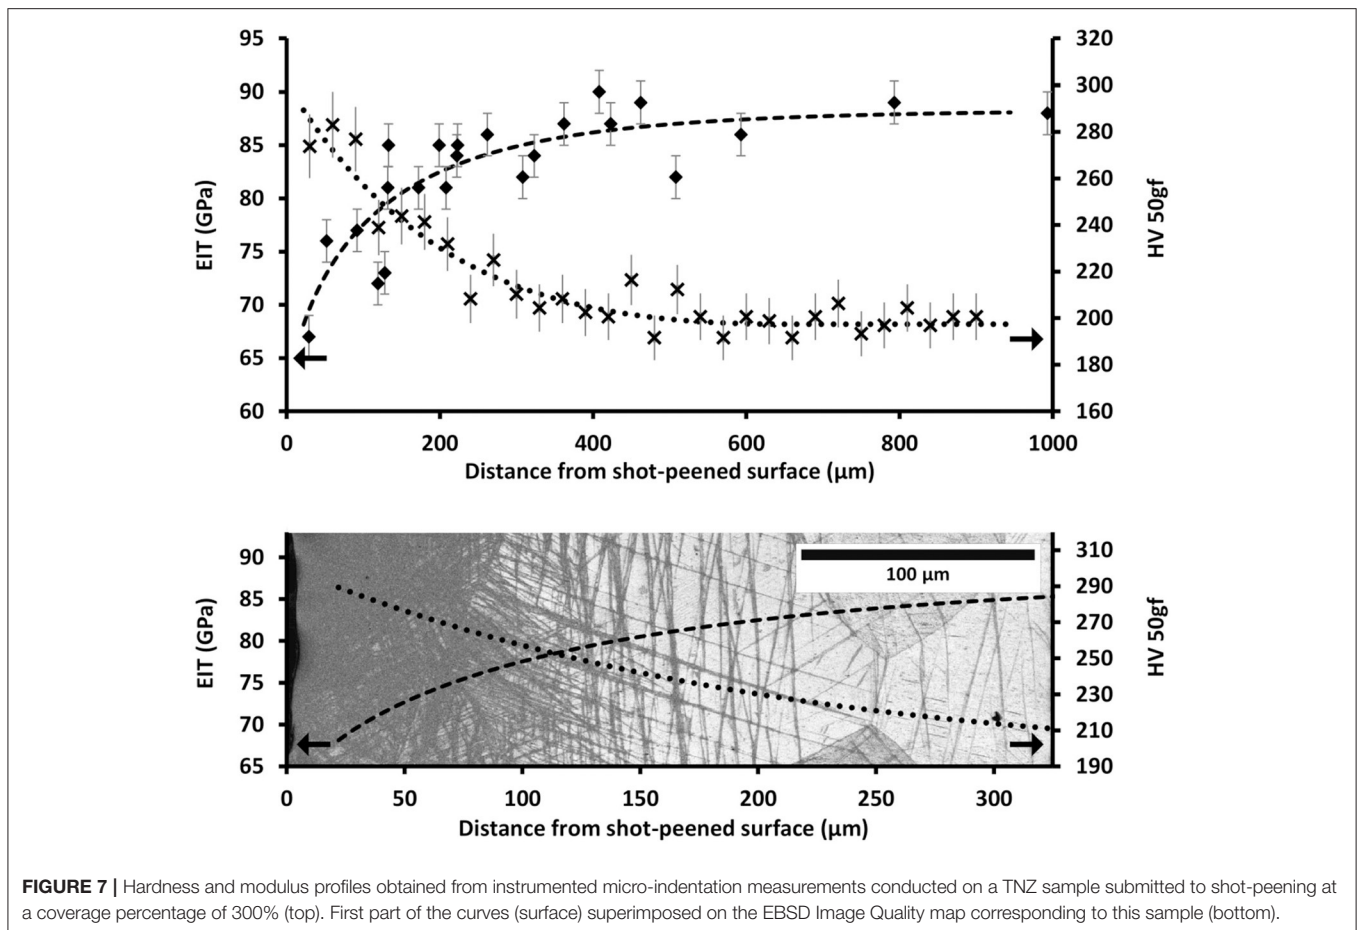 95
90
85
80
75
70
65
60
EIT (GPa)
320
300
280
260
240
220
200
180
160
HV 50gf
0 200 400 600 800 1000
Distance from shot-peened surface (µm)
90
85
80
75
70
65
EIT (GPa)
100 µm
310
290
270
250
230
210
190
HV 50gf
0 50 100 150 200 250 300
Distance from shot-peened surface (µm)
FIGURE 7 | Hardness and modulus profiles obtained from instrumented micro-indentation measurements conducted on a TNZ sample submitted to shot-peening at
a coverage percentage of 300% (top). First part of the curves (surface) superimposed on the EBSD Image Quality map corresponding to this sample (bottom).